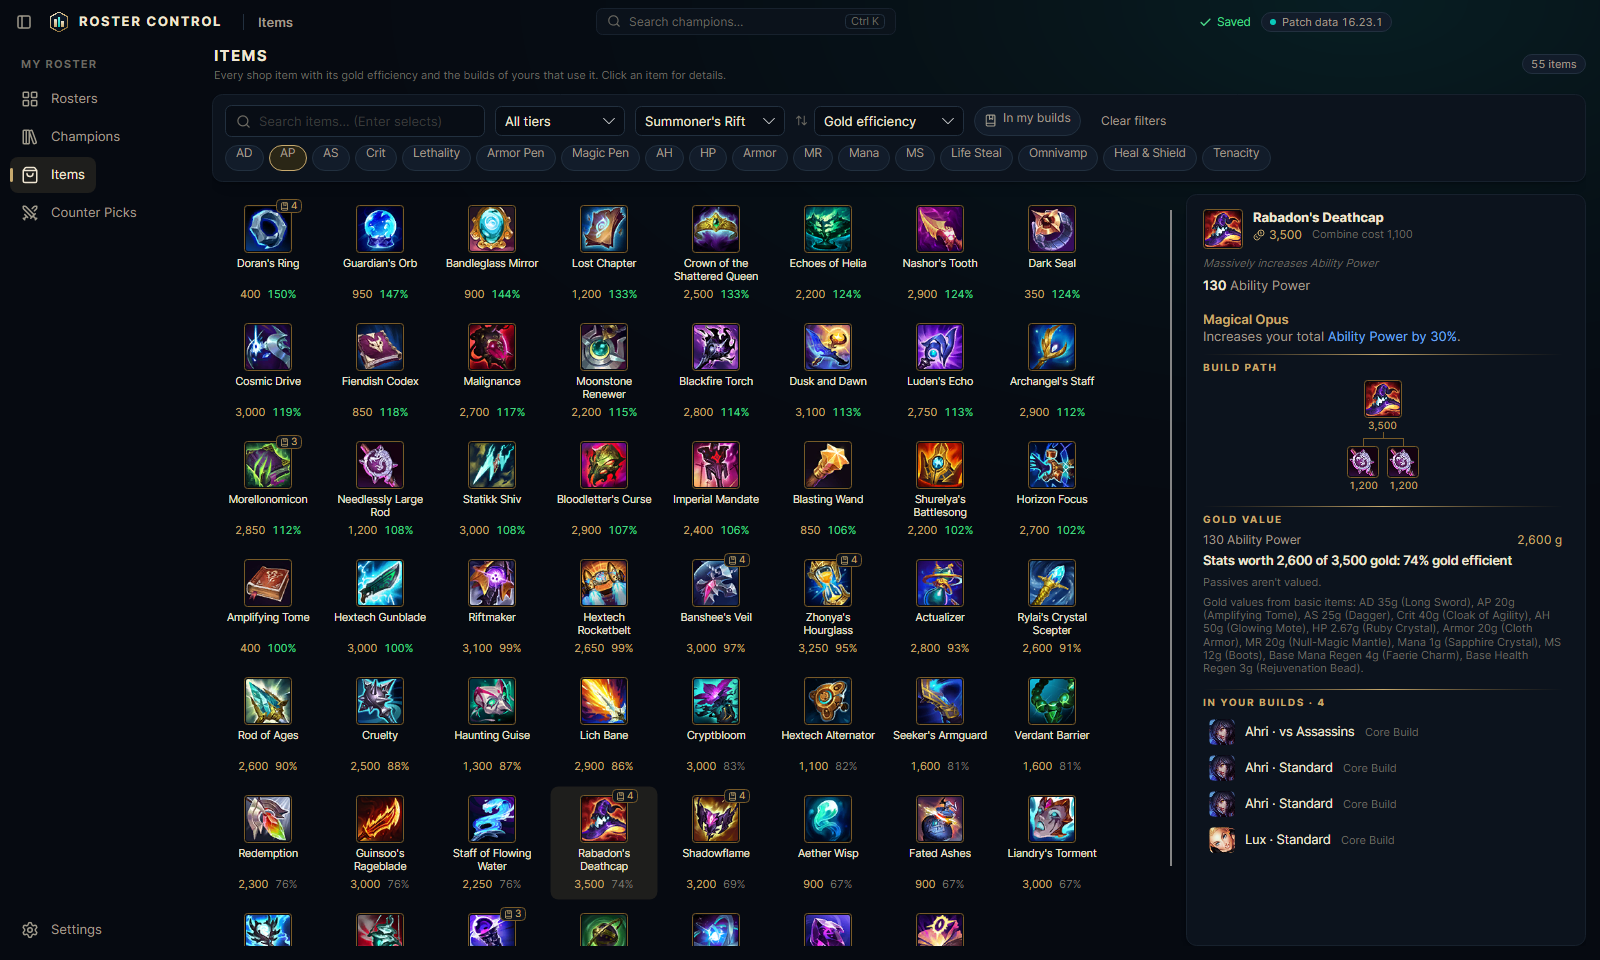 ROSTER CONTROL
Items
Search champions...
Ctrl K
Saved
Patch data 16.23.1
MY ROSTER
Rosters
Champions
Items
Counter Picks
Settings
ITEMS
Every shop item with its gold efficiency and the builds of yours that use it. Click an item for details.
55 items
Search items... (Enter selects)
All tiers
Summoner's Rift
Gold efficiency
In my builds
Clear filters
AD
AP
AS
Crit
Lethality
Armor Pen
Magic Pen
AH
HP
Armor
MR
Mana
MS
Life Steal
Omnivamp
Heal & Shield
Tenacity
4
Doran's Ring
400 150%
Guardian's Orb
950 147%
Bandleglass Mirror
900 144%
Lost Chapter
1,200 133%
Crown of the
Shattered Queen
2,500 133%
Echoes of Helia
2,200 124%
Nashor's Tooth
2,900 124%
Dark Seal
350 124%
Cosmic Drive
3,000 119%
Fiendish Codex
850 118%
Malignance
2,700 117%
Moonstone
Renewer
2,200 115%
Blackfire Torch
2,800 114%
Dusk and Dawn
3,100 113%
Luden's Echo
2,750 113%
Archangel's Staff
2,900 112%
3
Morellonomicon
2,850 112%
Needlessly Large
Rod
1,200 108%
Statikk Shiv
3,000 108%
Bloodletter's Curse
2,900 107%
Imperial Mandate
2,400 106%
Blasting Wand
850 106%
Shurelya's
Battlesong
2,200 102%
Horizon Focus
2,700 102%
Amplifying Tome
400 100%
Hextech Gunblade
3,000 100%
Riftmaker
3,100 99%
Hextech
Rocketbelt
2,650 99%
4
Banshee's Veil
3,000 97%
4
Zhonya's
Hourglass
3,250 95%
Actualizer
2,800 93%
Rylai's Crystal
Scepter
2,600 91%
Rod of Ages
2,600 90%
Cruelty
2,500 88%
Haunting Guise
1,300 87%
Lich Bane
2,900 86%
Cryptbloom
3,000 83%
Hextech Alternator
1,100 82%
Seeker's Armguard
1,600 81%
Verdant Barrier
1,600 81%
Redemption
2,300 76%
Guinsoo's
Rageblade
3,000 76%
Staff of Flowing
Water
2,250 76%
4
Rabadon's
Deathcap
3,500 74%
4
Shadowflame
3,200 69%
Aether Wisp
900 67%
Fated Ashes
900 67%
Liandry's Torment
3,000 67%
3
Rabadon's Deathcap
3,500 Combine cost 1,100
Massively increases Ability Power
130 Ability Power
Magical Opus
Increases your total Ability Power by 30%.
BUILD PATH
3,500
1,200 1,200
GOLD VALUE
130 Ability Power 2,600 g
Stats worth 2,600 of 3,500 gold: 74% gold efficient
Passives aren't valued.
Gold values from basic items: AD 35g (Long Sword), AP 20g
(Amplifying Tome), AS 25g (Dagger), Crit 40g (Cloak of Agility), AH
50g (Glowing Mote), HP 2.67g (Ruby Crystal), Armor 20g (Cloth
Armor), MR 20g (Null-Magic Mantle), Mana 1g (Sapphire Crystal), MS
12g (Boots), Base Mana Regen 4g (Faerie Charm), Base Health
Regen 3g (Rejuvenation Bead).
IN YOUR BUILDS · 4
Ahri · vs Assassins Core Build
Ahri · Standard Core Build
Ahri · Standard Core Build
Lux · Standard Core Build